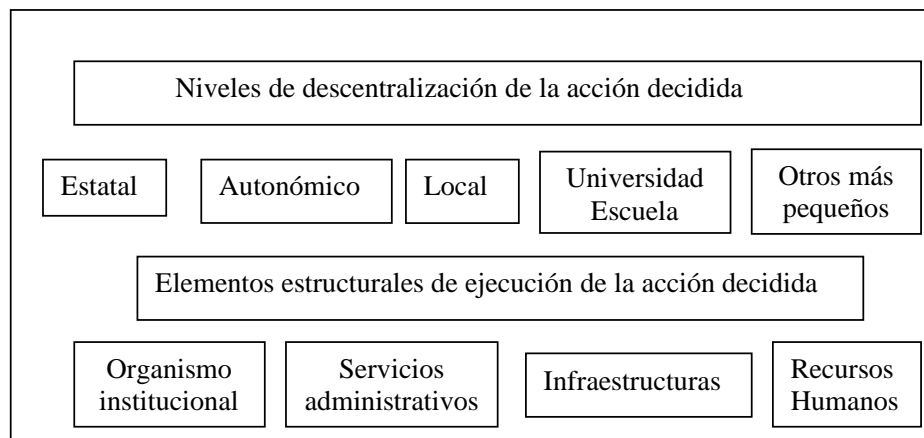 Niveles de descentralización de la acción decidida
Estatal
Autonómico
Local
Universidad
Escuela
Otros más
pequeños
Elementos estructurales de ejecución de la acción decidida
Organismo
institucional
Servicios
administrativos
Infraestructuras
Recursos
Humanos